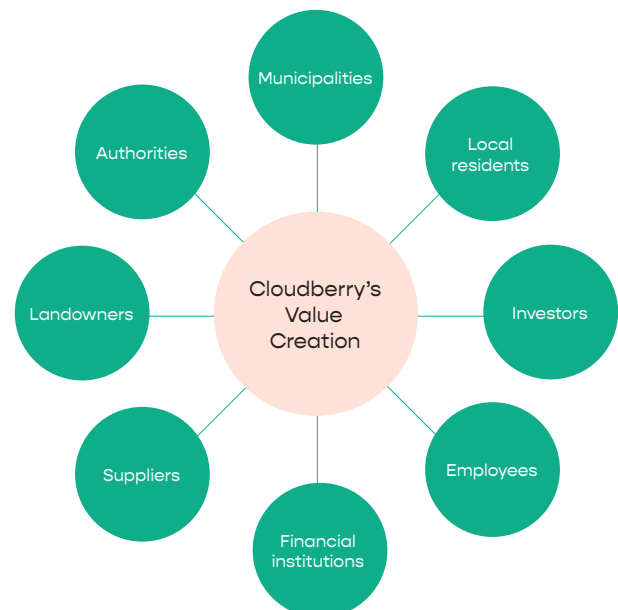 Municipalities
Authorities
Local
residents
Landowners
Cloudberry’s
Value
Creation
Investors
Suppliers
Employees
Financial
institutions